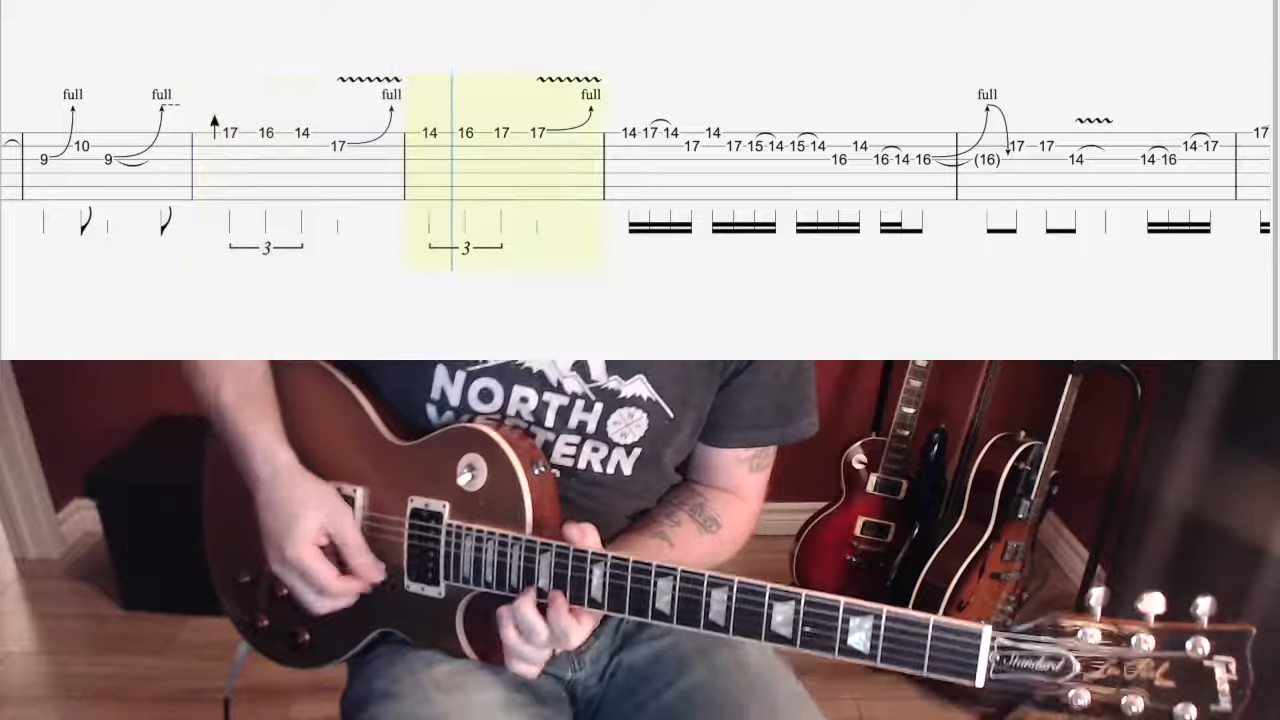 full full full full full
10 17 16 14 14 16 17 17 14 17 14 14 17
9 9 17 17 17 15 14 15 14 14 17 17 14 17
16 16 14 16 (16) 14 14 16
3 3
NORTH
WESTERN
Standard
Les Paul
Gibson